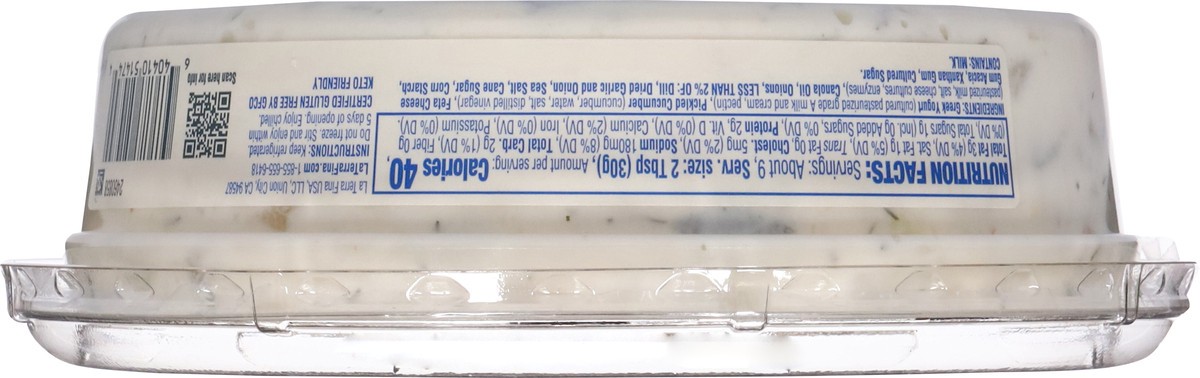 NUTRITION FACTS: Servings: About 9, Serv. size: 2 Tbsp (30g), Amount per serving: Calories 40,
Total Fat 3g (4% DV), Sat. Fat 1g (5% DV), Trans Fat 0g, Cholest. 5mg (2% DV), Sodium 180mg (8% DV), Total Carb. 2g (1% DV), Fiber 0g
(0% DV), Total Sugars 1g (Incl. 0g Added Sugars, 0% DV), Protein 2g, Vit. D (0% DV), Calcium (2% DV), Iron (0% DV), Potassium (0% DV).
INGREDIENTS: Greek Yogurt (cultured pasteurized grade A milk and cream, pectin), Pickled Cucumber (cucumber, water, salt, distilled vinegar), Feta Cheese
(pasteurized milk, salt, cheese cultures, enzymes), Canola Oil, Onions, LESS THAN 2% OF: Dill, Dried Garlic and Onion, Sea Salt, Cane Sugar, Corn Starch,
Gum Acacia, Xanthan Gum, Cultured Sugar.
CONTAINS: MILK.
La Terra Fina USA, LLC, Union City, CA 94587
LaTerraFina.com 1-855-655-6418
INSTRUCTIONS: Keep refrigerated.
Do not freeze. Stir and enjoy within
5 days of opening. Enjoy chilled.
CERTIFIED GLUTEN FREE BY GFCO
KETO FRIENDLY
Scan here for info
6 40410 51474 4